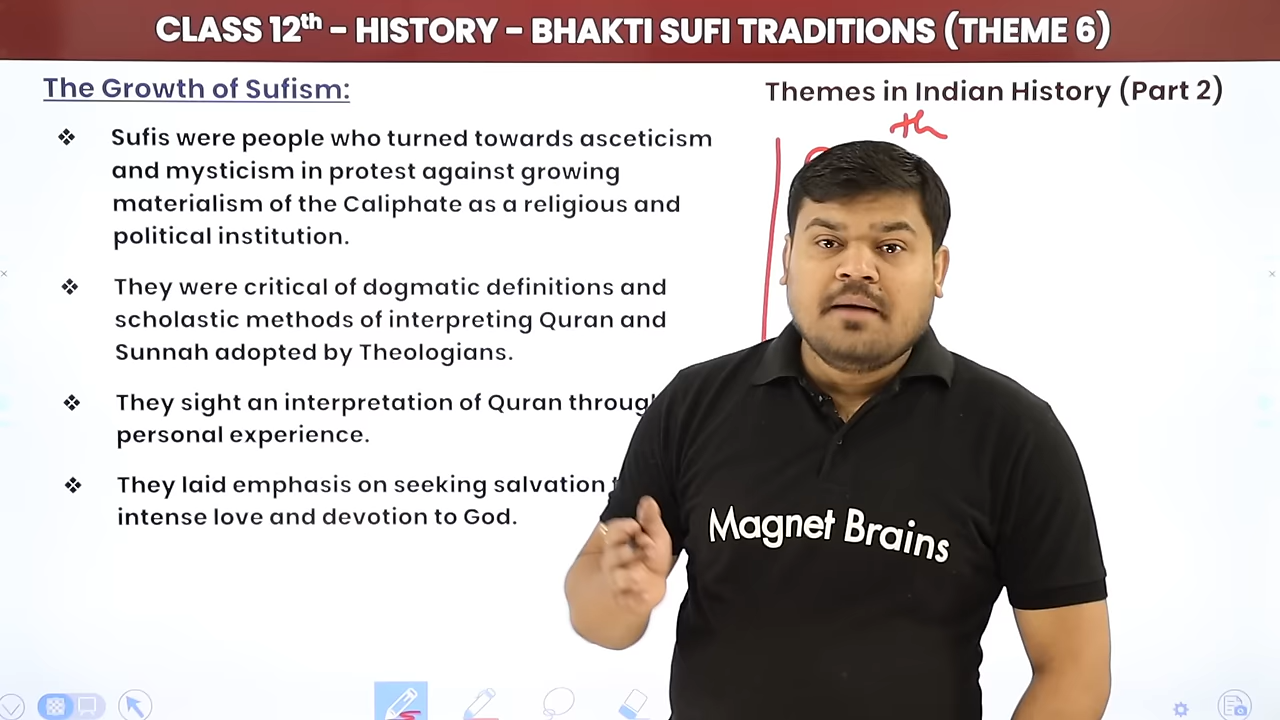 CLASS 12th - HISTORY - BHAKTI SUFI TRADITIONS (THEME 6)
The Growth of Sufism:
Themes in Indian History (Part 2)
th
❖ Sufis were people who turned towards asceticism
and mysticism in protest against growing
materialism of the Caliphate as a religious and
political institution.
❖ They were critical of dogmatic definitions and
scholastic methods of interpreting Quran and
Sunnah adopted by Theologians.
❖ They sight an interpretation of Quran through
personal experience.
❖ They laid emphasis on seeking salvation
intense love and devotion to God.
Magnet Brains